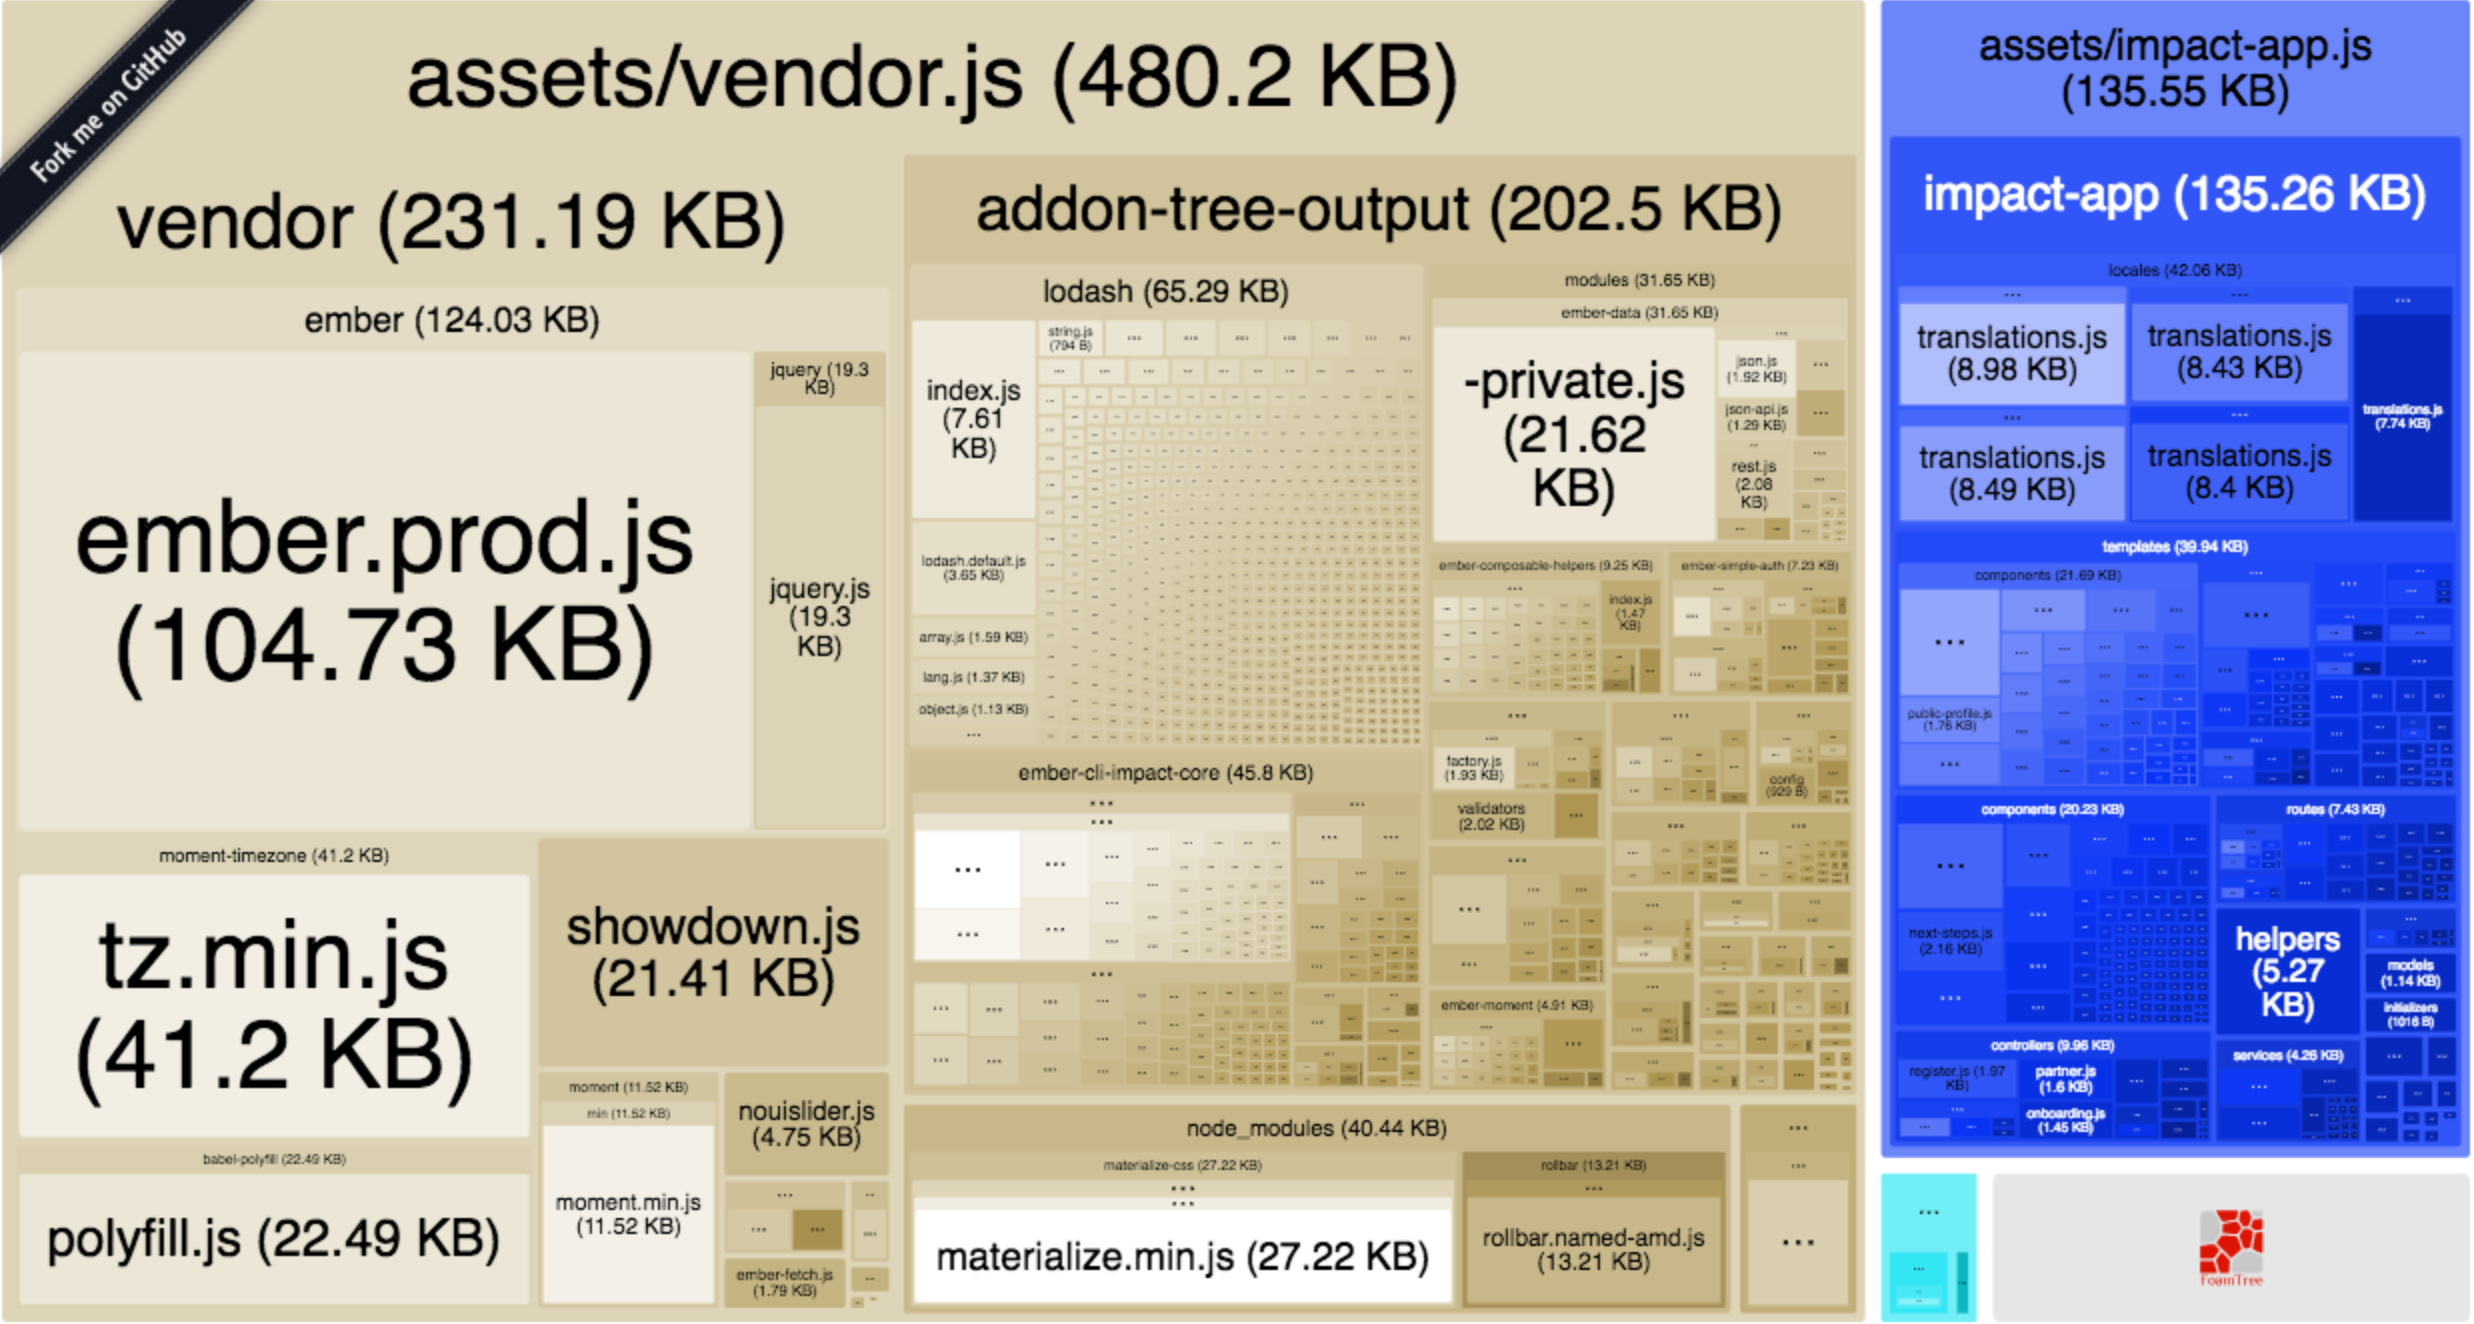 Fork me on GitHub
assets/vendor.js (480.2 KB)
vendor (231.19 KB)
ember (124.03 KB)
ember.prod.js
(104.73 KB)
jquery (19.3
KB)
jquery.js
(19.3
KB)
moment-timezone (41.2 KB)
tz.min.js
(41.2 KB)
babel-polyfill (22.49 KB)
polyfill.js (22.49 KB)
showdown.js
(21.41 KB)
moment (11.52 KB)
min (11.52 KB)
moment.min.js
(11.52 KB)
nouislider.js
(4.75 KB)
ember-fetch.js
(1.79 KB)
addon-tree-output (202.5 KB)
lodash (65.29 KB)
index.js
(7.61
KB)
string.js
(794 B)
lodash.default.js
(3.65 KB)
array.js (1.59 KB)
lang.js (1.37 KB)
object.js (1.13 KB)
ember-cli-impact-core (45.8 KB)
modules (31.65 KB)
ember-data (31.65 KB)
-private.js
(21.62
KB)
json.js
(1.92 KB)
json-api.js
(1.29 KB)
rest.js
(2.08
KB)
ember-composable-helpers (9.25 KB)
index.js
(1.47
KB)
ember-simple-auth (7.23 KB)
factory.js
(1.93 KB)
validators
(2.02 KB)
config
(929 B)
ember-moment (4.91 KB)
node_modules (40.44 KB)
materialize-css (27.22 KB)
materialize.min.js (27.22 KB)
rollbar (13.21 KB)
rollbar.named-amd.js
(13.21 KB)
assets/impact-app.js
(135.55 KB)
impact-app (135.26 KB)
locales (42.06 KB)
translations.js
(8.98 KB)
translations.js
(8.43 KB)
translations.js
(7.74 KB)
translations.js
(8.49 KB)
translations.js
(8.4 KB)
templates (39.94 KB)
components (21.69 KB)
public-profile.js
(1.76 KB)
components (20.23 KB)
next-steps.js
(2.16 KB)
routes (7.43 KB)
helpers
(5.27
KB)
models
(1.14 KB)
initializers
(1016 B)
controllers (9.96 KB)
register.js (1.97
KB)
partner.js
(1.6 KB)
onboarding.js
(1.45 KB)
services (4.26 KB)
FoamTree